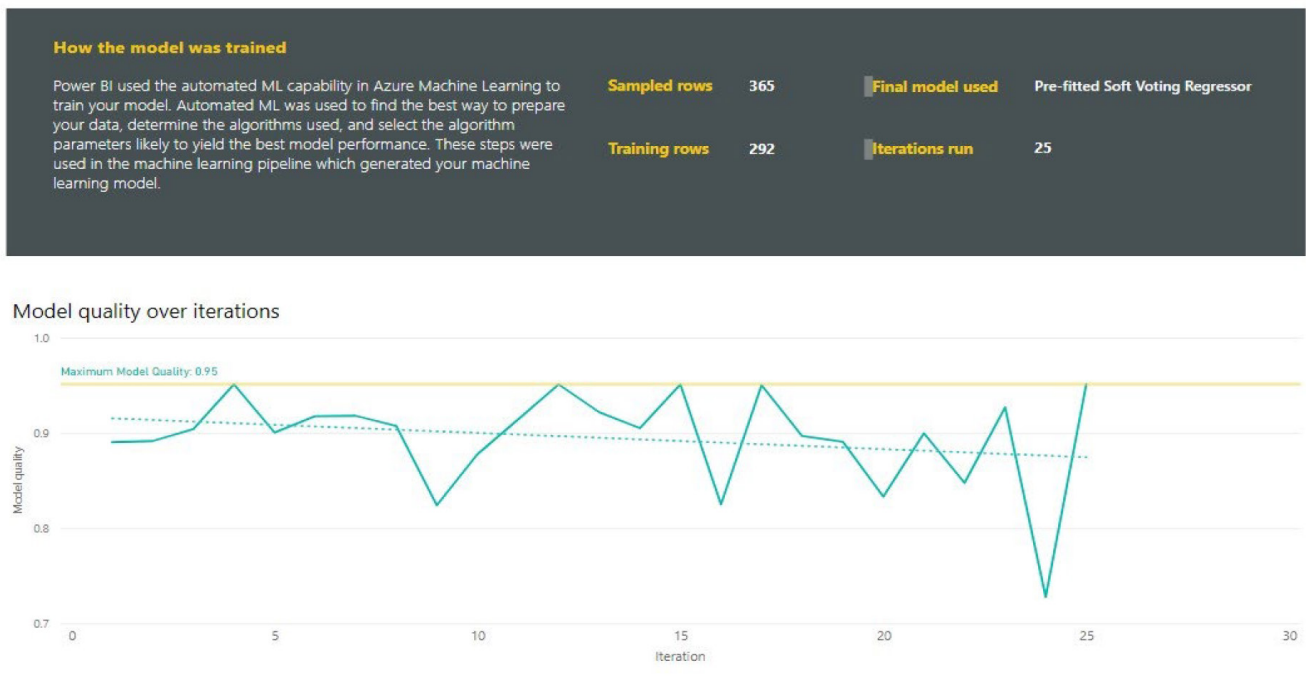 How the model was trained
Power BI used the automated ML capability in Azure Machine Learning to
train your model. Automated ML was used to find the best way to prepare
your data, determine the algorithms used, and select the algorithm
parameters likely to yield the best model performance. These steps were
used in the machine learning pipeline which generated your machine
learning model.
Sampled rows 365
Final model used Pre-fitted Soft Voting Regressor
Training rows 292
Iterations run 25
Model quality over iterations
1.0
Maximum Model Quality: 0.95
0.9
Model quality
0.8
0.7
0 5 10 15 20 25 30
Iteration